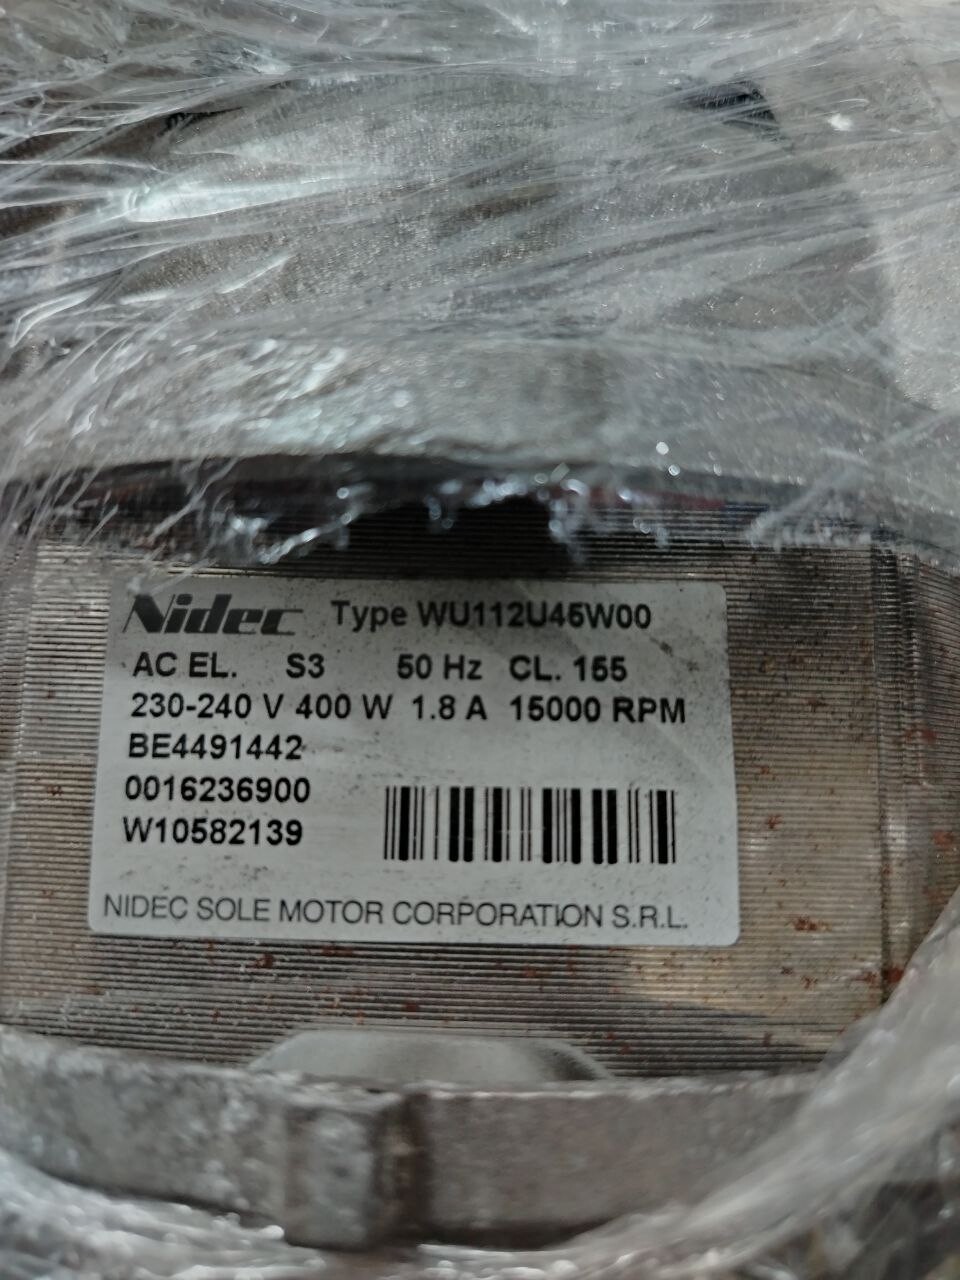 Nidec Type WU112U45W00
AC EL. S3 50 Hz CL. 155
230-240 V 400 W 1.8 A 15000 RPM
BE4491442
0016236900
W10582139
NIDEC SOLE MOTOR CORPORATION S.R.L.